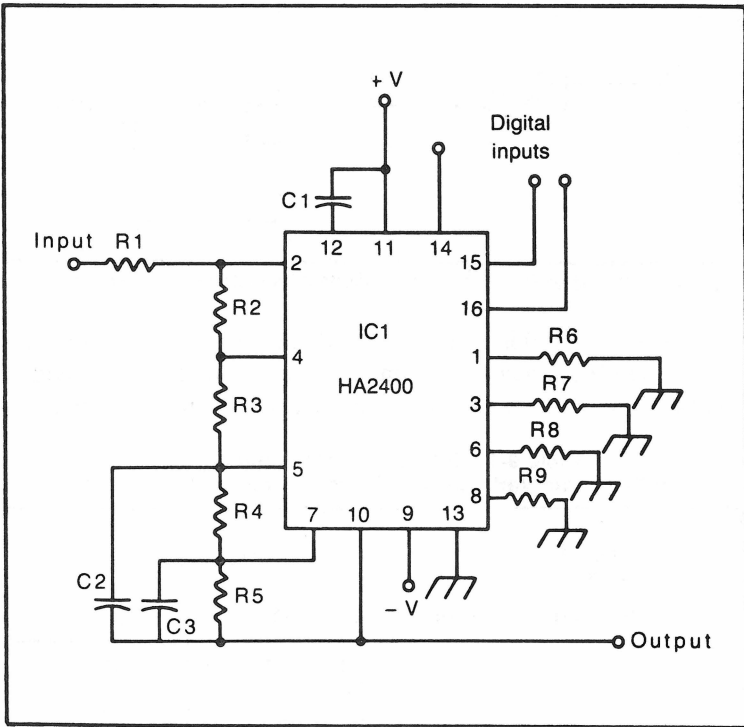 + V
Digital
inputs
C1
Input
R1
12
11
14
2
15
R2
16
IC1
R6
4
1
HA2400
R7
R3
3
R8
5
6
R9
R4
8
7
10
9
13
C2
R5
− V
C3
Output